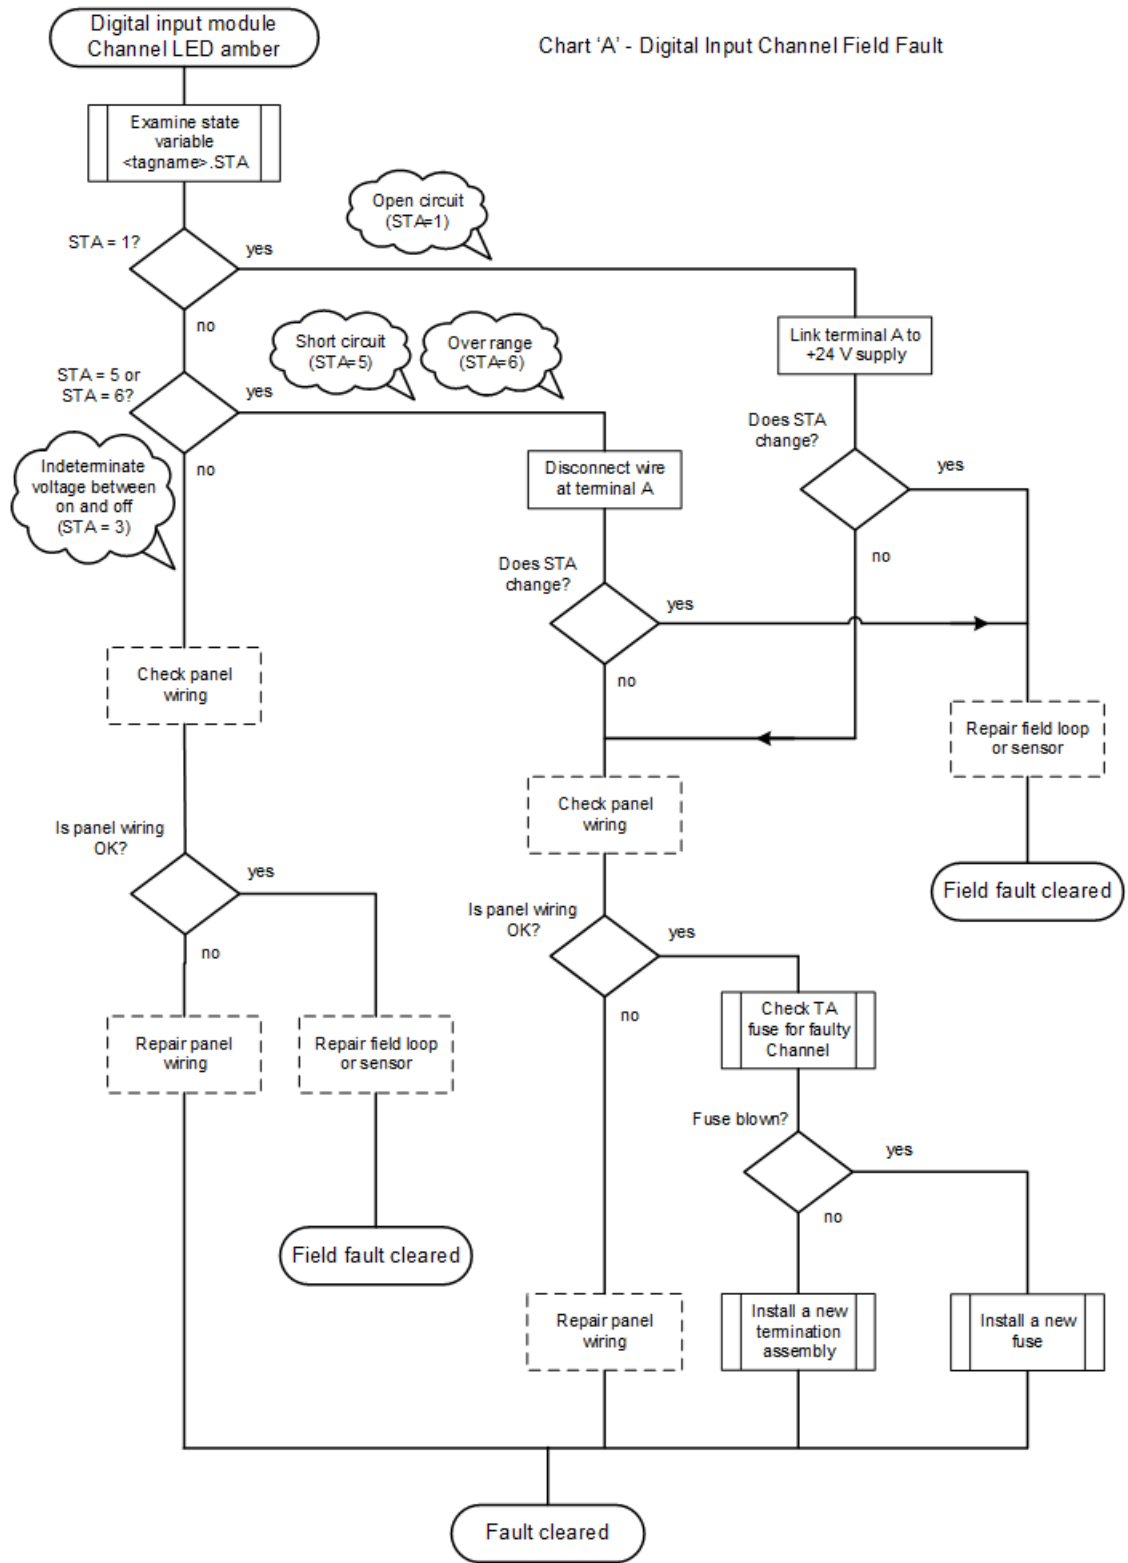 Digital input module
Channel LED amber
Chart ‘A’ - Digital Input Channel Field Fault
Examine state
variable
<tagname>.STA
Open circuit
(STA=1)
STA = 1?
yes
no
Short circuit
(STA=5)
Over range
(STA=6)
Link terminal A to
+24 V supply
STA = 5 or
STA = 6?
yes
no
Does STA
change?
yes
no
Indeterminate
voltage between
on and off
(STA = 3)
Disconnect wire
at terminal A
Does STA
change?
yes
no
Check panel
wiring
Repair field loop
or sensor
Check panel
wiring
Is panel wiring
OK?
yes
no
Field fault cleared
Is panel wiring
OK?
yes
no
Check TA
fuse for faulty
Channel
Repair panel
wiring
Repair field loop
or sensor
Fuse blown?
yes
no
Field fault cleared
Repair panel
wiring
Install a new
termination
assembly
Install a new
fuse
Fault cleared